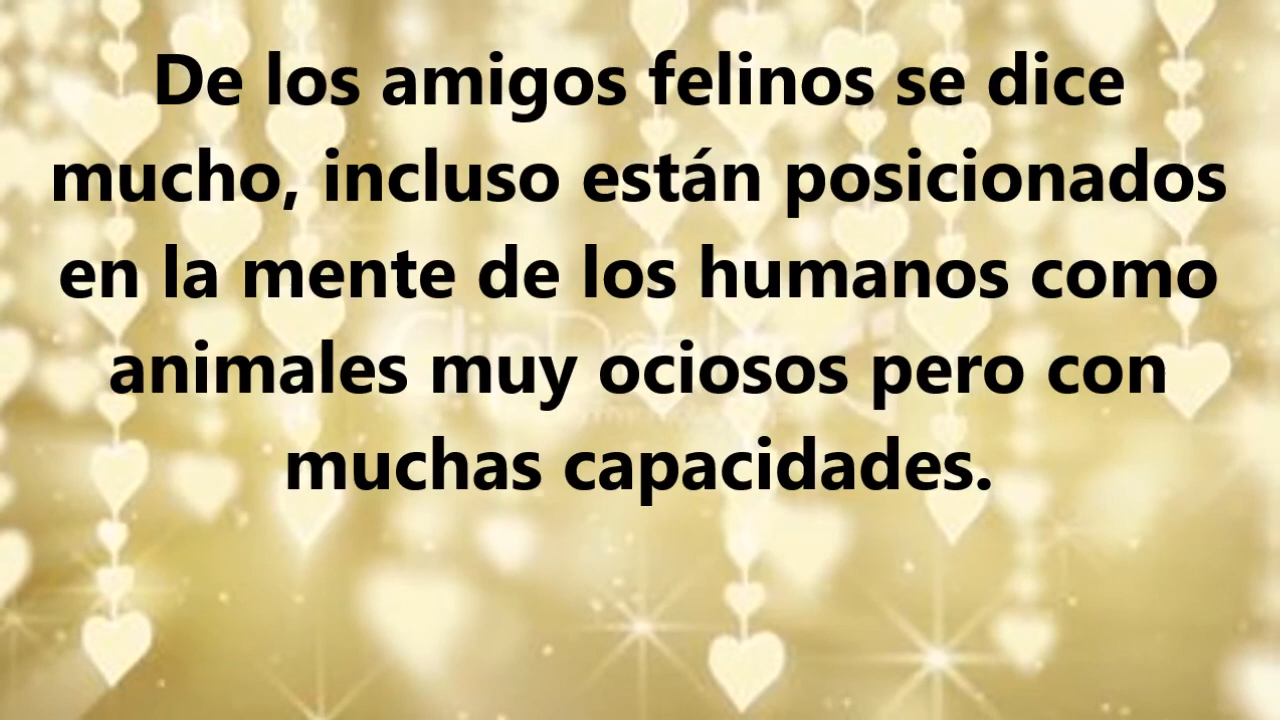 De los amigos felinos se dice
mucho, incluso están posicionados
en la mente de los humanos como
animales muy ociosos pero con
muchas capacidades.